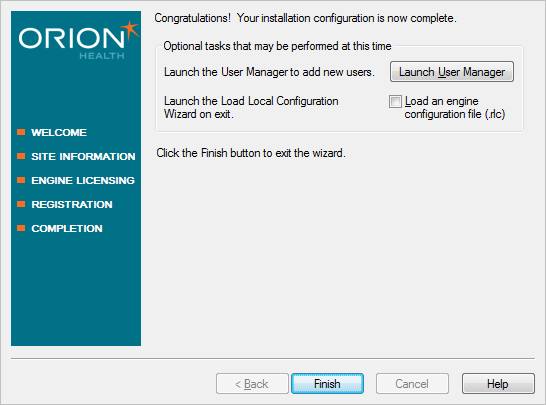 Congratulations!  Your installation configuration is now complete.
ORION
HEALTH
Optional tasks that may be performed at this time
Launch the User Manager to add new users.
Launch User Manager
Launch the Load Local Configuration
Wizard on exit.
Load an engine
configuration file (.rlc)
Click the Finish button to exit the wizard.
WELCOME
SITE INFORMATION
ENGINE LICENSING
REGISTRATION
COMPLETION
< Back
Finish
Cancel
Help